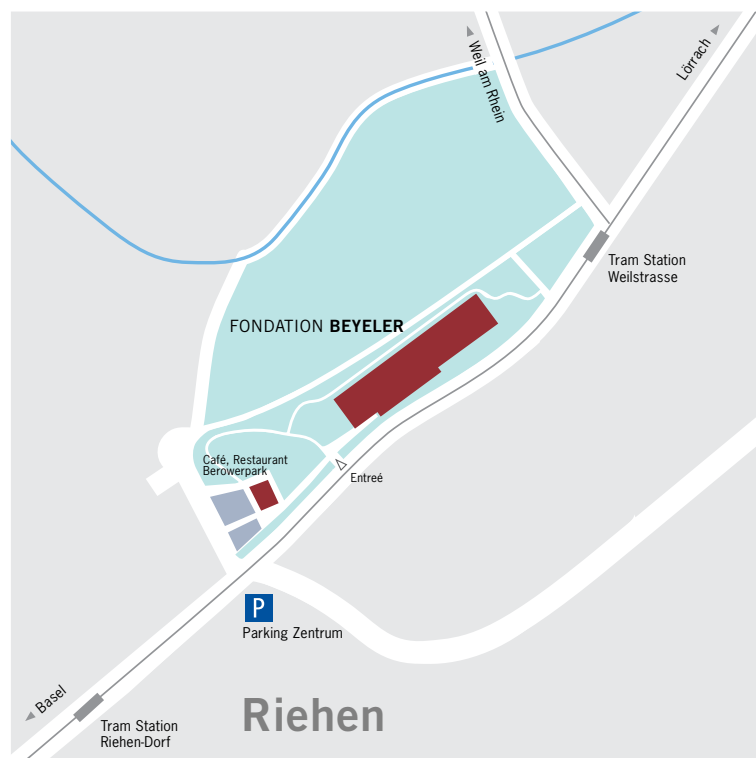 Weil am Rhein
Lörrach
Tram Station
Weilstrasse
FONDATION BEYELER
Café, Restaurant
Berowerpark
Entreé
P
Parking Zentrum
Basel
Riehen
Tram Station
Riehen-Dorf